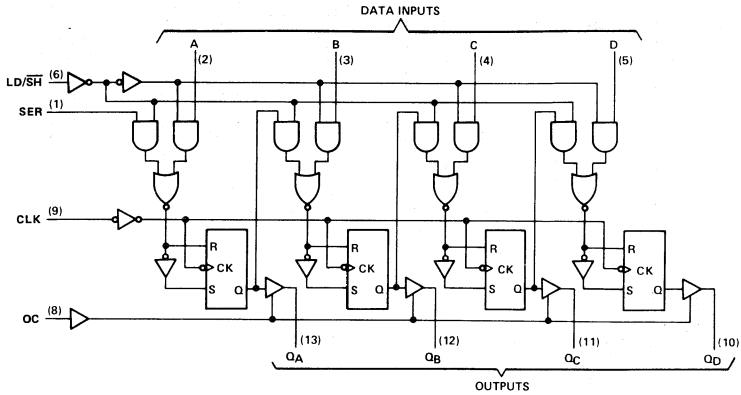 DATA INPUTS
A B C D
(2) (3) (4) (5)
LD/S̅H̅ (6)
SER (1)
CLK (9)
R R R R
CK CK CK CK
S Q S Q S Q S Q
OC (8)
(13) (12) (11) (10)
QA QB QC QD
OUTPUTS